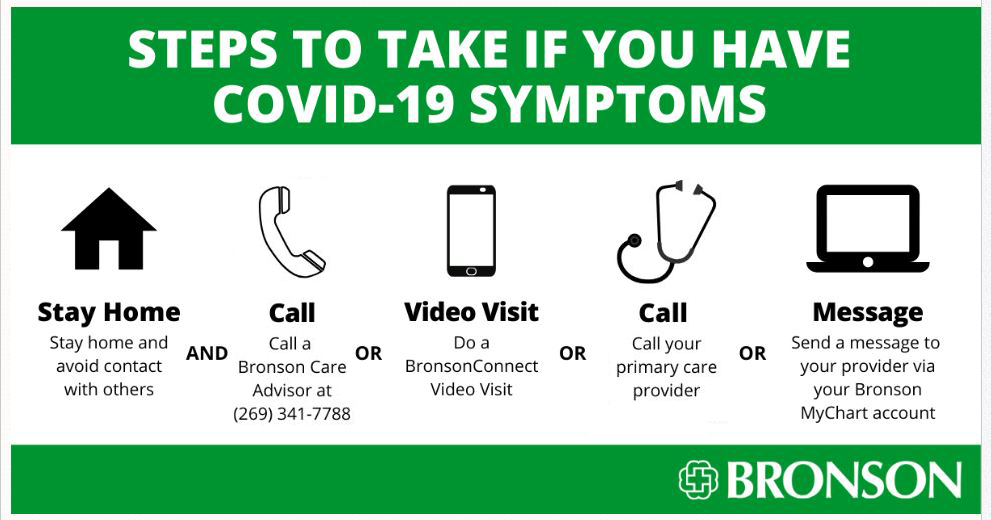 STEPS TO TAKE IF YOU HAVE
COVID-19 SYMPTOMS
Stay Home
Stay home and
avoid contact
with others
AND
Call
Call a
Bronson Care
Advisor at
(269) 341-7788
OR
Video Visit
Do a
BronsonConnect
Video Visit
OR
Call
Call your
primary care
provider
OR
Message
Send a message to
your provider via
your Bronson
MyChart account
BRONSON